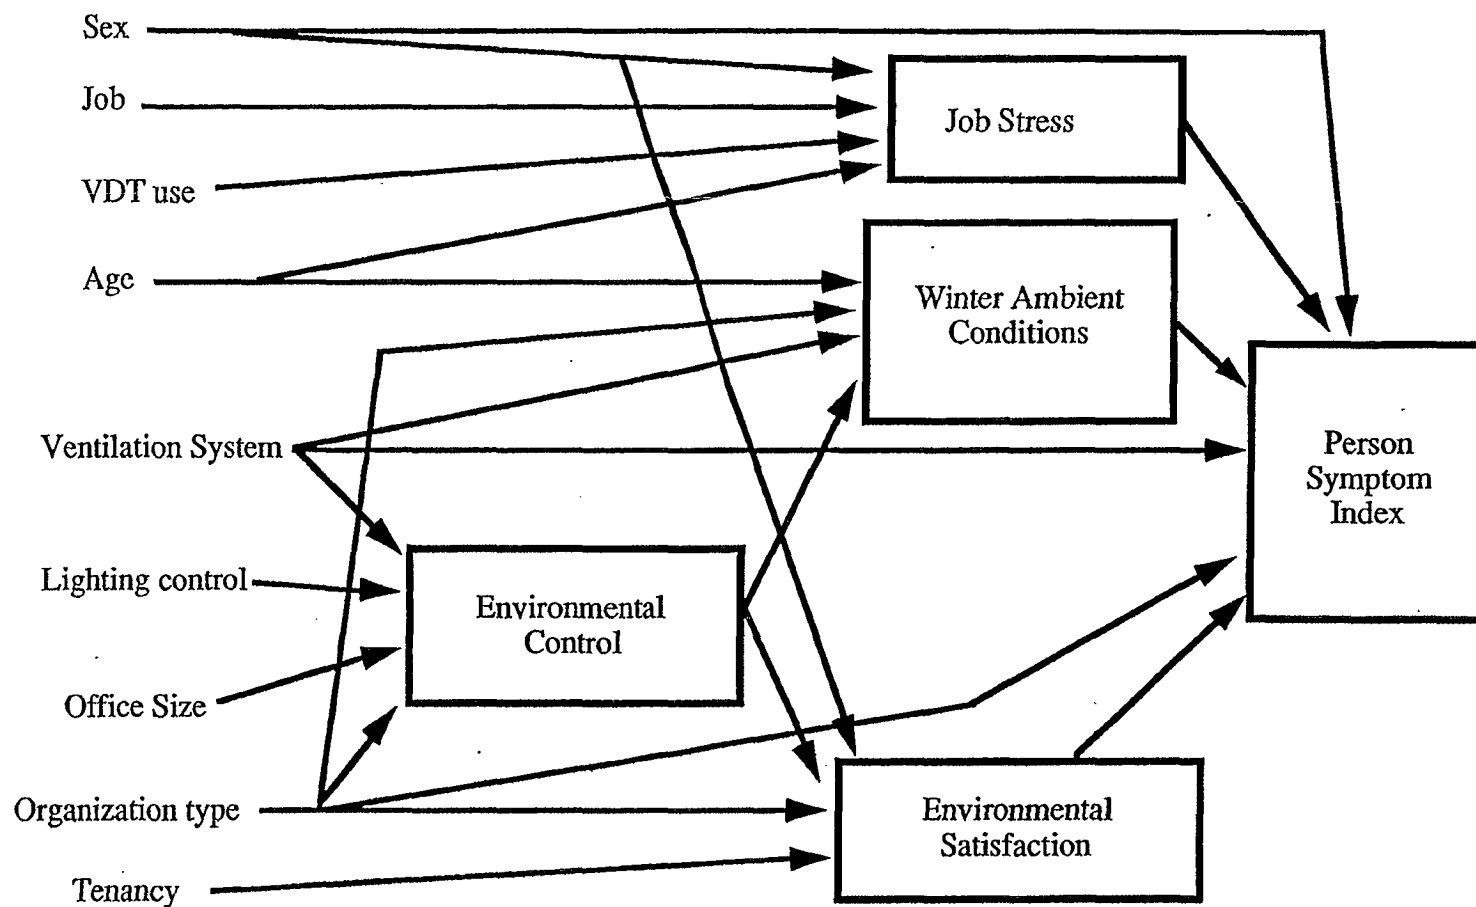 Sex
Job
Job Stress
VDT use
Age
Winter Ambient
Conditions
Ventilation System
Person
Symptom
Index
Lighting control
Environmental
Control
Office Size
Organization type
Environmental
Satisfaction
Tenancy